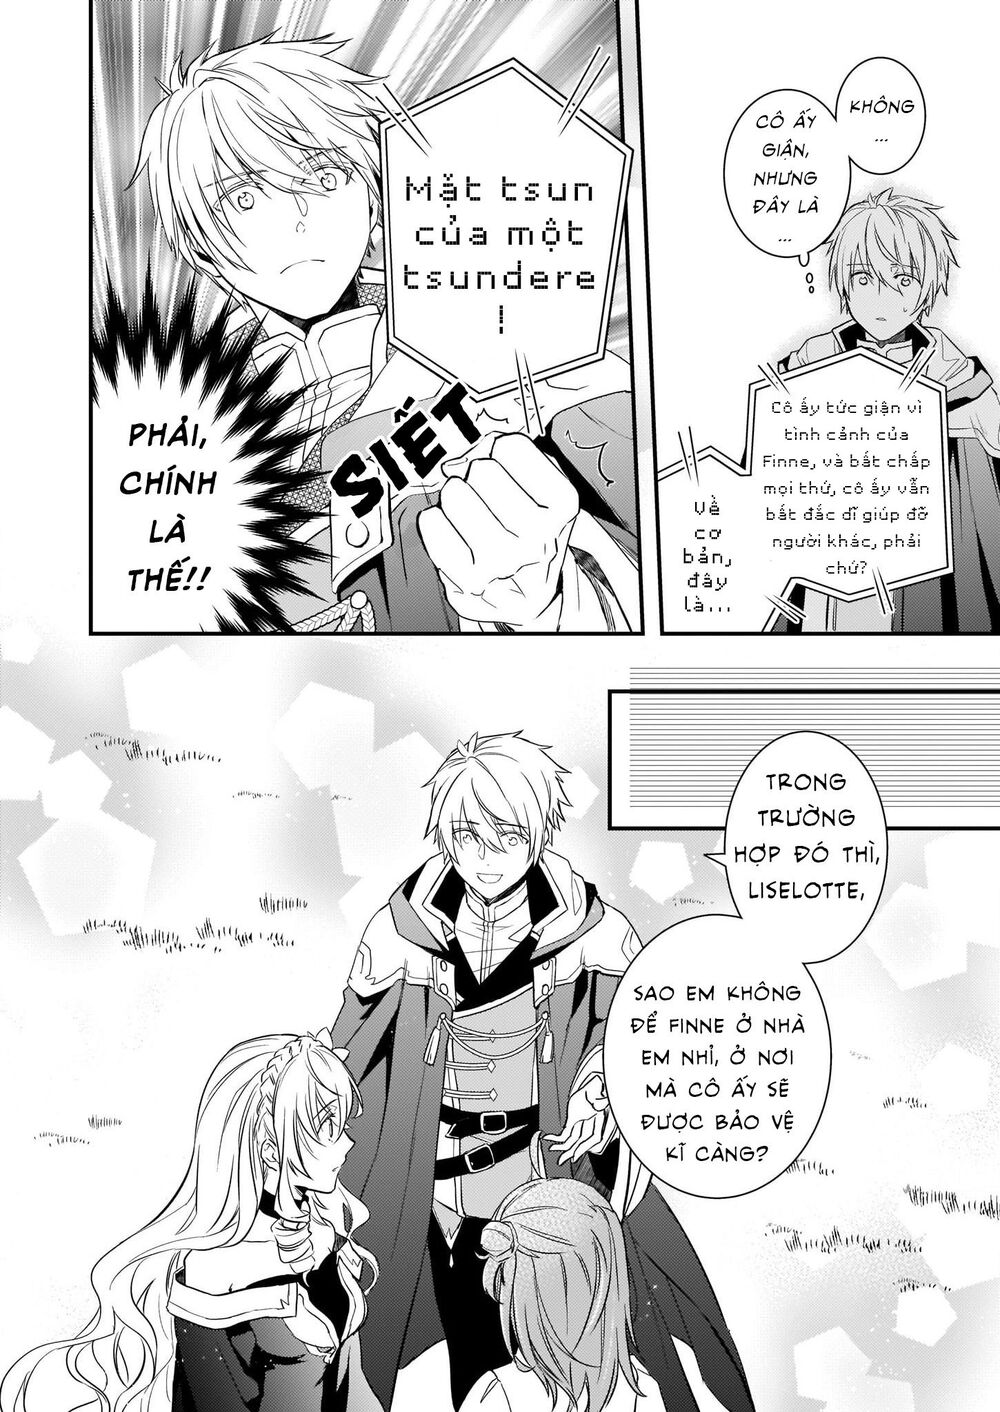 KHÔNG
...
CÔ ẤY
GIẬN,
NHƯNG
ĐÂY LÀ
...
Cô ấy tức giận vì
tình cảnh của
Finne, và bất chấp
mọi thứ, cô ấy vẫn
bất đắc dĩ giúp đỡ
người khác, phải
chứ?
Về
cơ
bản,
đây
là...
Mặt tsun
của một
tsundere
!
SIẾT
PHẢI,
CHÍNH
LÀ
THẾ!!
TRONG
TRƯỜNG
HỢP ĐÓ THÌ,
LISELOTTE,
SAO EM KHÔNG
ĐỂ FINNE Ở NHÀ
EM NHỈ, Ở NƠI
MÀ CÔ ẤY SẼ
ĐƯỢC BẢO VỆ
KĨ CÀNG?